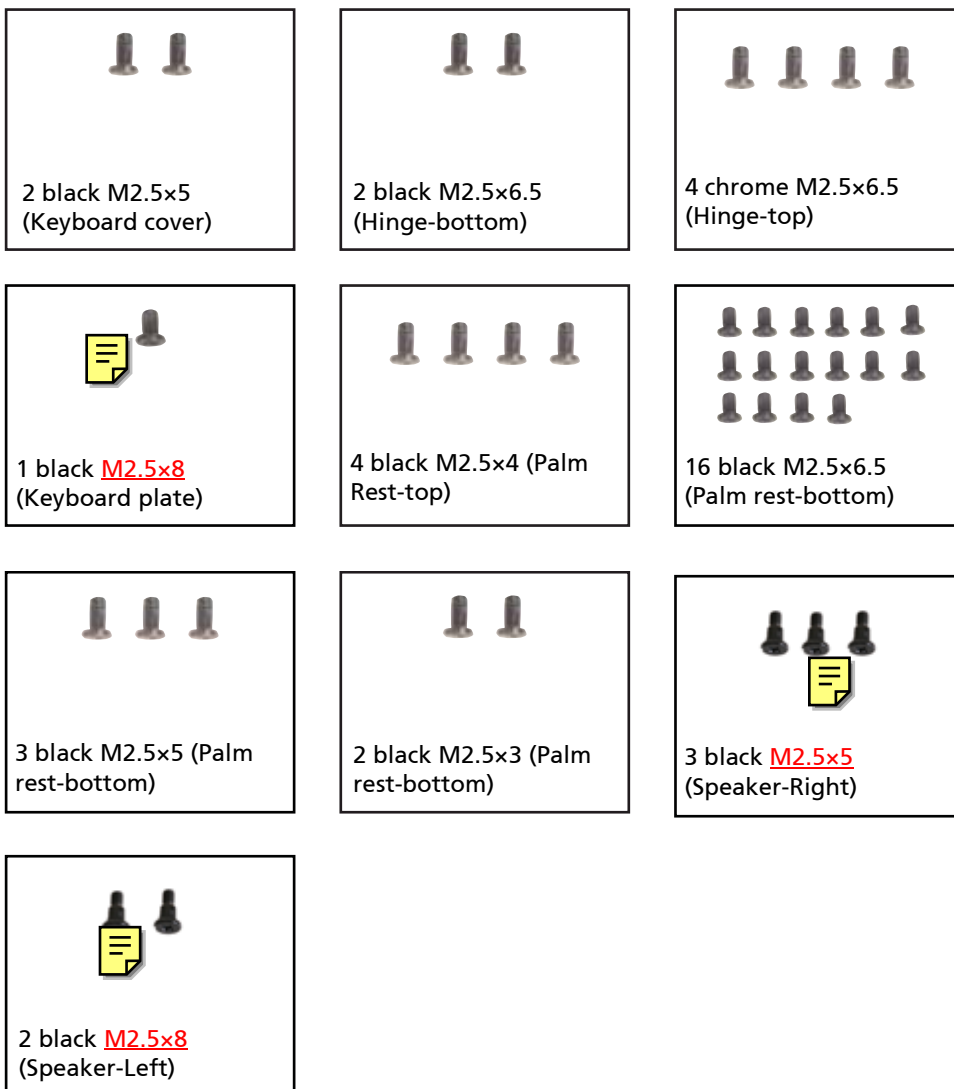 2 black M2.5×5
(Keyboard cover)
2 black M2.5×6.5
(Hinge-bottom)
4 chrome M2.5×6.5
(Hinge-top)
1 black M2.5×8
(Keyboard plate)
4 black M2.5×4 (Palm
Rest-top)
16 black M2.5×6.5
(Palm rest-bottom)
3 black M2.5×5 (Palm
rest-bottom)
2 black M2.5×3 (Palm
rest-bottom)
3 black M2.5×5
(Speaker-Right)
2 black M2.5×8
(Speaker-Left)